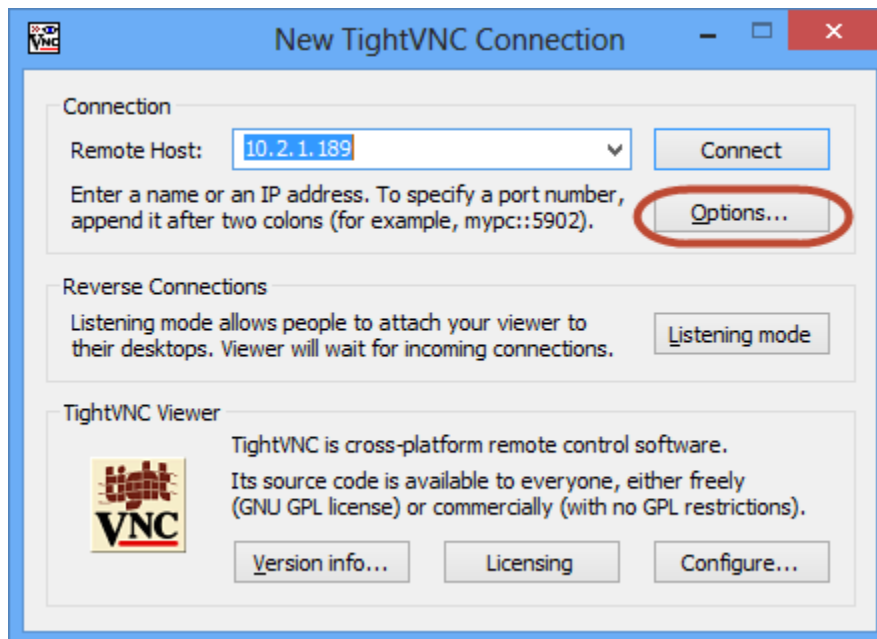 VNC
New TightVNC Connection
Connection
Remote Host:
10.2.1.189
Connect
Enter a name or an IP address. To specify a port number,
append it after two colons (for example, mypc::5902).
Options...
Reverse Connections
Listening mode allows people to attach your viewer to
their desktops. Viewer will wait for incoming connections.
Listening mode
TightVNC Viewer
tight
VNC
TightVNC is cross-platform remote control software.
Its source code is available to everyone, either freely
(GNU GPL license) or commercially (with no GPL restrictions).
Version info...
Licensing
Configure...